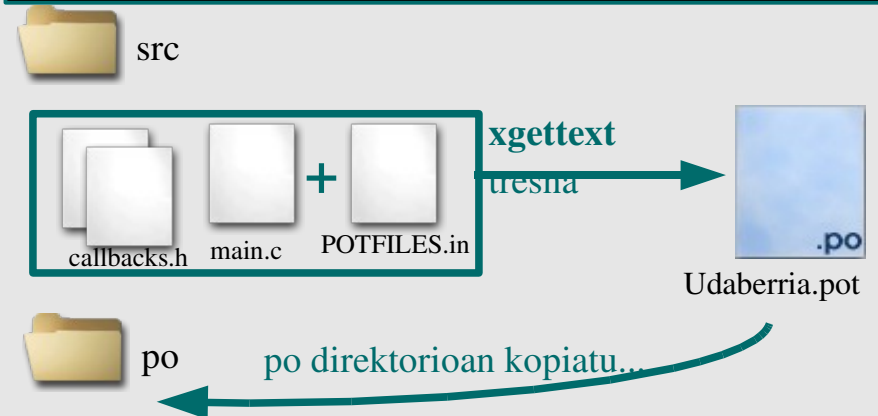 src
xgettext
tresna
callbacks.h
main.c
+
POTFILES.in
.po
Udaberria.pot
po
po direktorioan kopiatu...